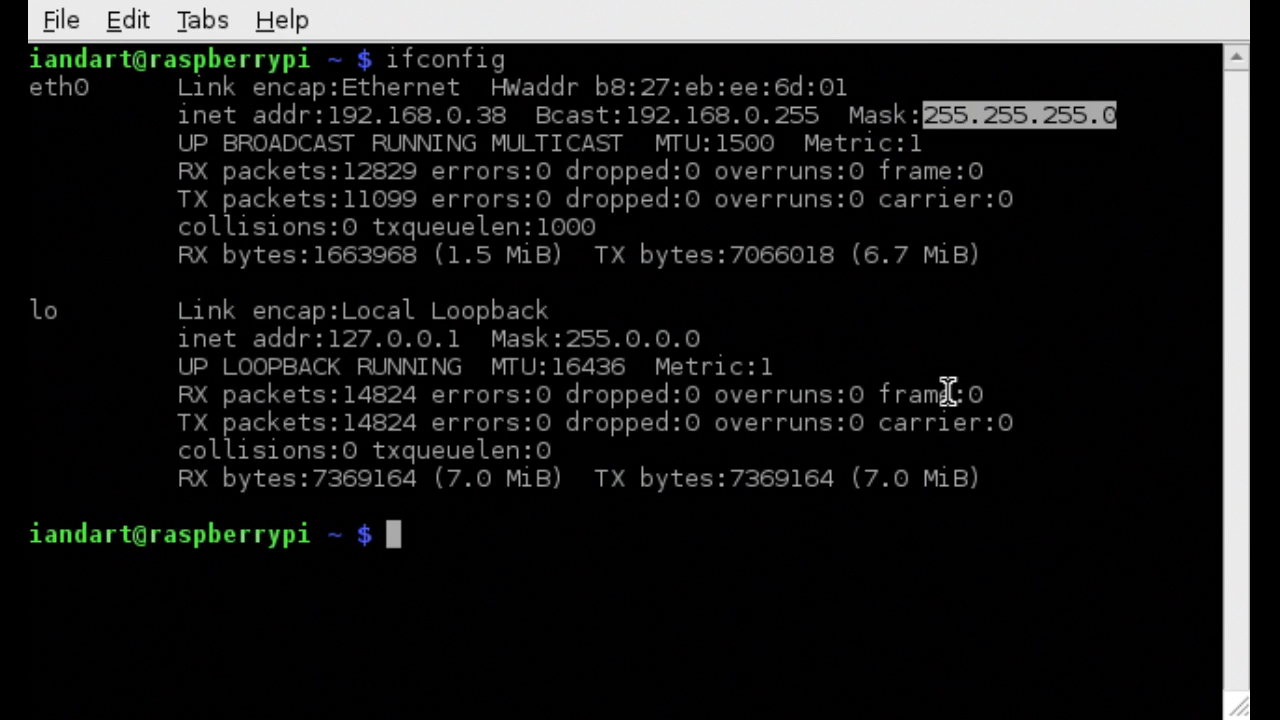 File Edit Tabs Help
iandart@raspberrypi ~ $ ifconfig
eth0 Link encap:Ethernet HWaddr b8:27:eb:ee:6d:01
inet addr:192.168.0.38 Bcast:192.168.0.255 Mask:255.255.255.0
UP BROADCAST RUNNING MULTICAST MTU:1500 Metric:1
RX packets:12829 errors:0 dropped:0 overruns:0 frame:0
TX packets:11099 errors:0 dropped:0 overruns:0 carrier:0
collisions:0 txqueuelen:1000
RX bytes:1663968 (1.5 MiB) TX bytes:7066018 (6.7 MiB)
lo Link encap:Local Loopback
inet addr:127.0.0.1 Mask:255.0.0.0
UP LOOPBACK RUNNING MTU:16436 Metric:1
RX packets:14824 errors:0 dropped:0 overruns:0 frame:0
TX packets:14824 errors:0 dropped:0 overruns:0 carrier:0
collisions:0 txqueuelen:0
RX bytes:7369164 (7.0 MiB) TX bytes:7369164 (7.0 MiB)
iandart@raspberrypi ~ $